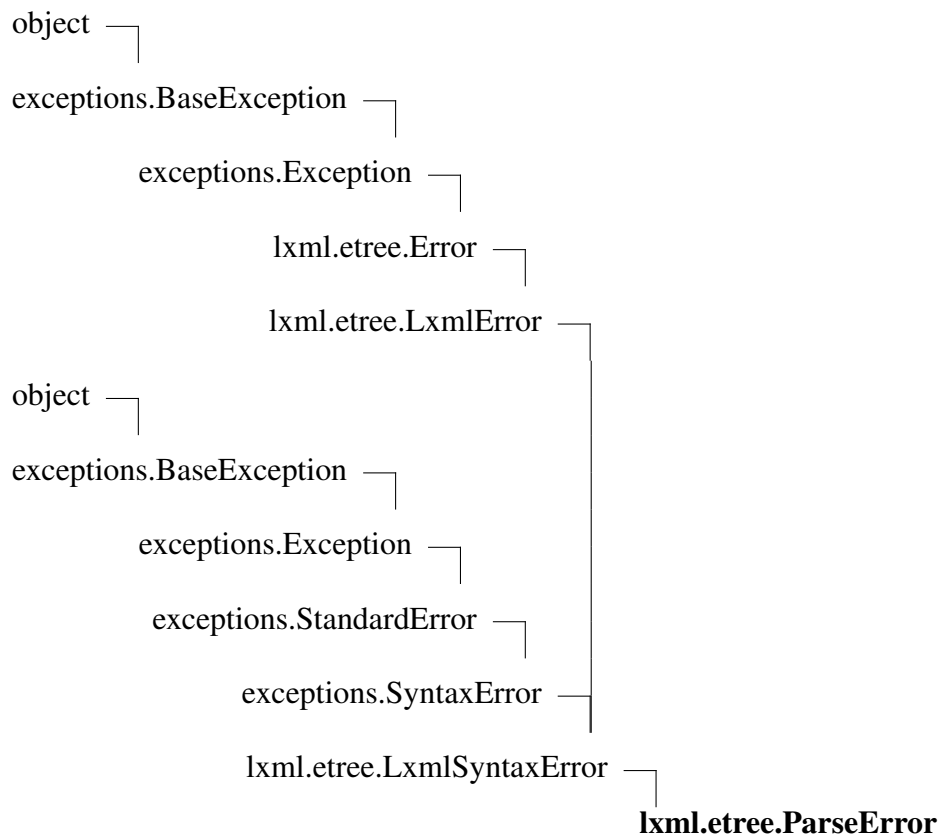 object
exceptions.BaseException
exceptions.Exception
lxml.etree.Error
lxml.etree.LxmlError
object
exceptions.BaseException
exceptions.Exception
exceptions.StandardError
exceptions.SyntaxError
lxml.etree.LxmlSyntaxError
lxml.etree.ParseError